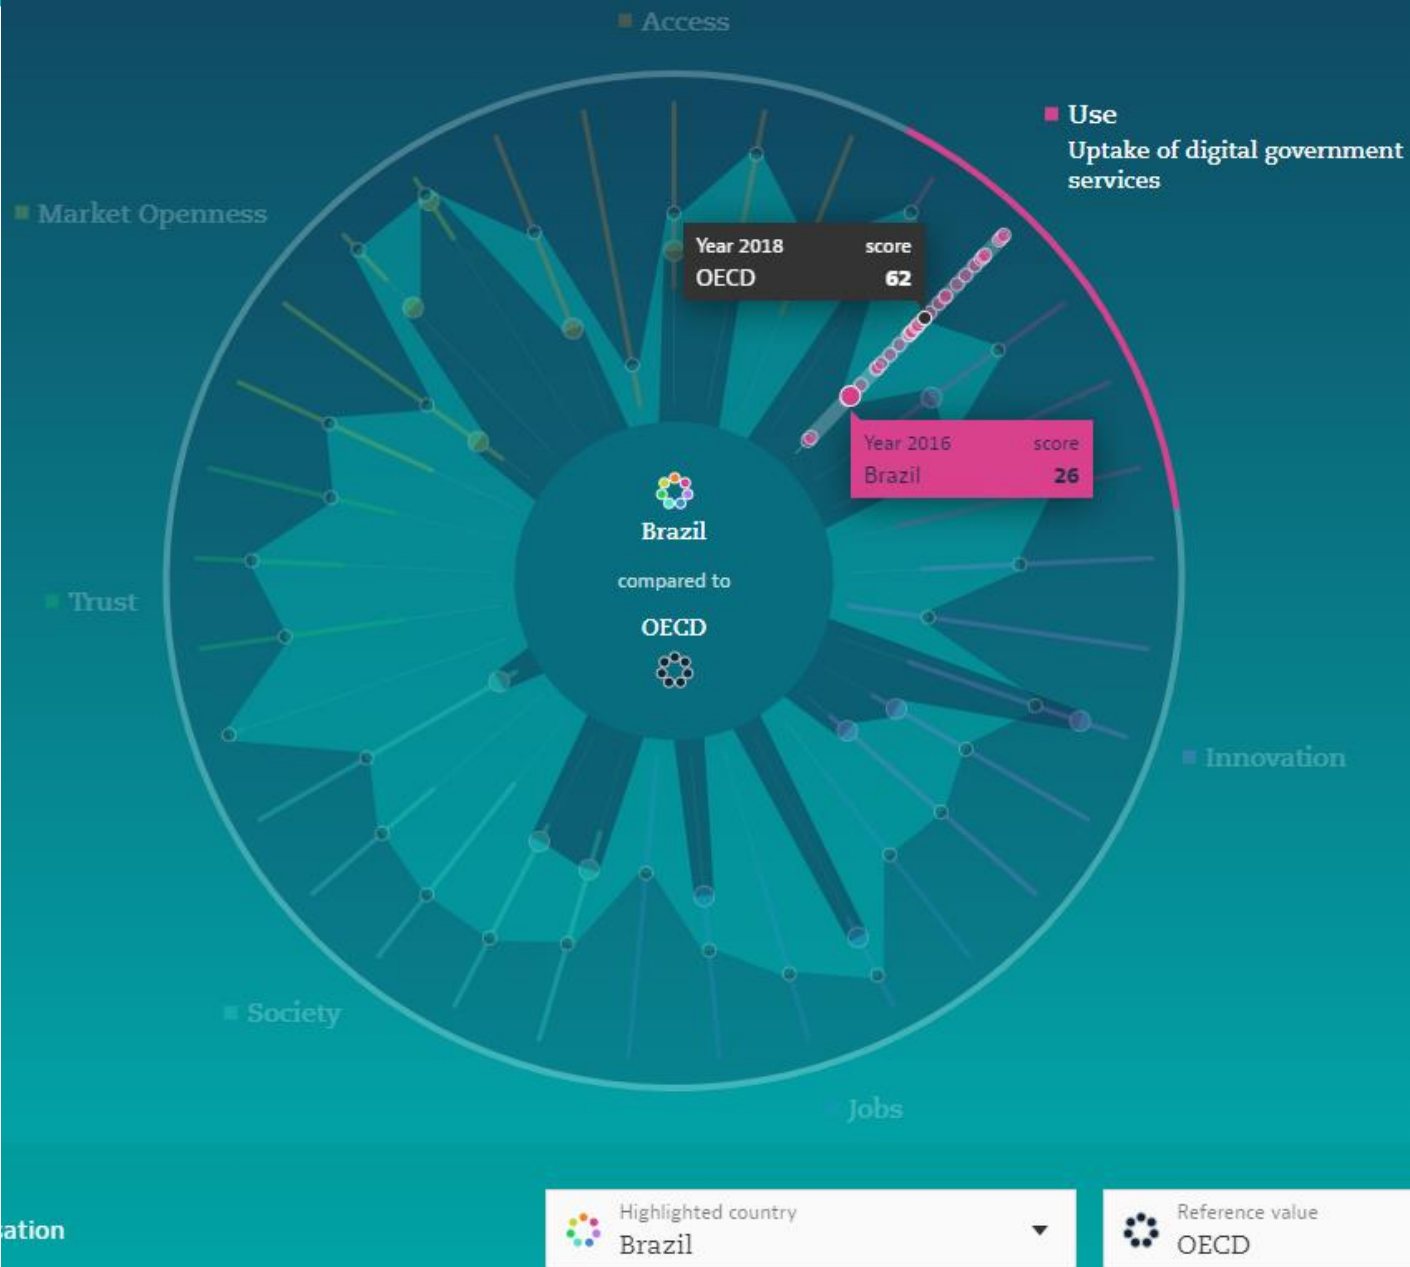 Access
Use
Uptake of digital government
services
Market Openness
Year 2018 score
OECD 62
Year 2016 score
Brazil 26
Brazil
compared to
OECD
Trust
Innovation
Society
Jobs
sation
Highlighted country
Brazil
Reference value
OECD